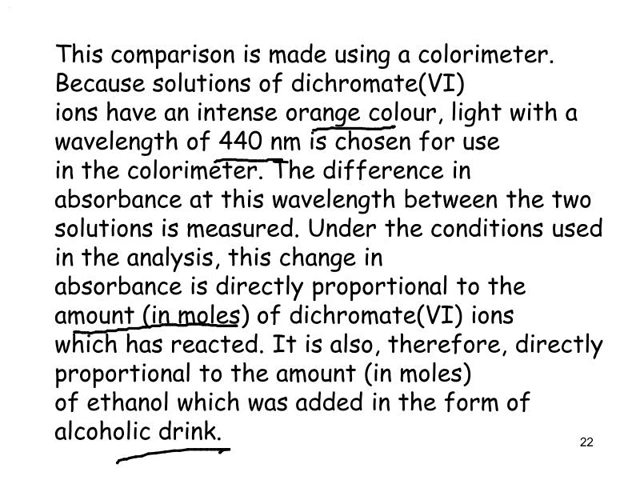 This comparison is made using a colorimeter.
Because solutions of dichromate(VI)
ions have an intense orange colour, light with a
wavelength of 440 nm is chosen for use
in the colorimeter. The difference in
absorbance at this wavelength between the two
solutions is measured. Under the conditions used
in the analysis, this change in
absorbance is directly proportional to the
amount (in moles) of dichromate(VI) ions
which has reacted. It is also, therefore, directly
proportional to the amount (in moles)
of ethanol which was added in the form of
alcoholic drink.
22